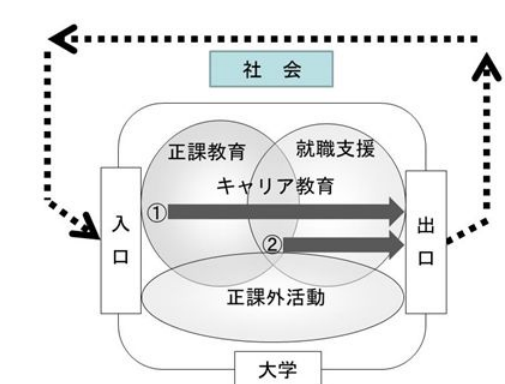 社 会
正課教育
就職支援
キャリア教育
①
②
入口
出口
正課外活動
大学